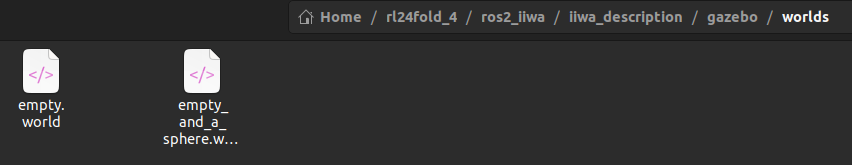 Home / rl24fold_4 / ros2_iiwa / iiwa_description / gazebo / worlds
</>
</>
empty.
world
empty_
and_a_
sphere.w...